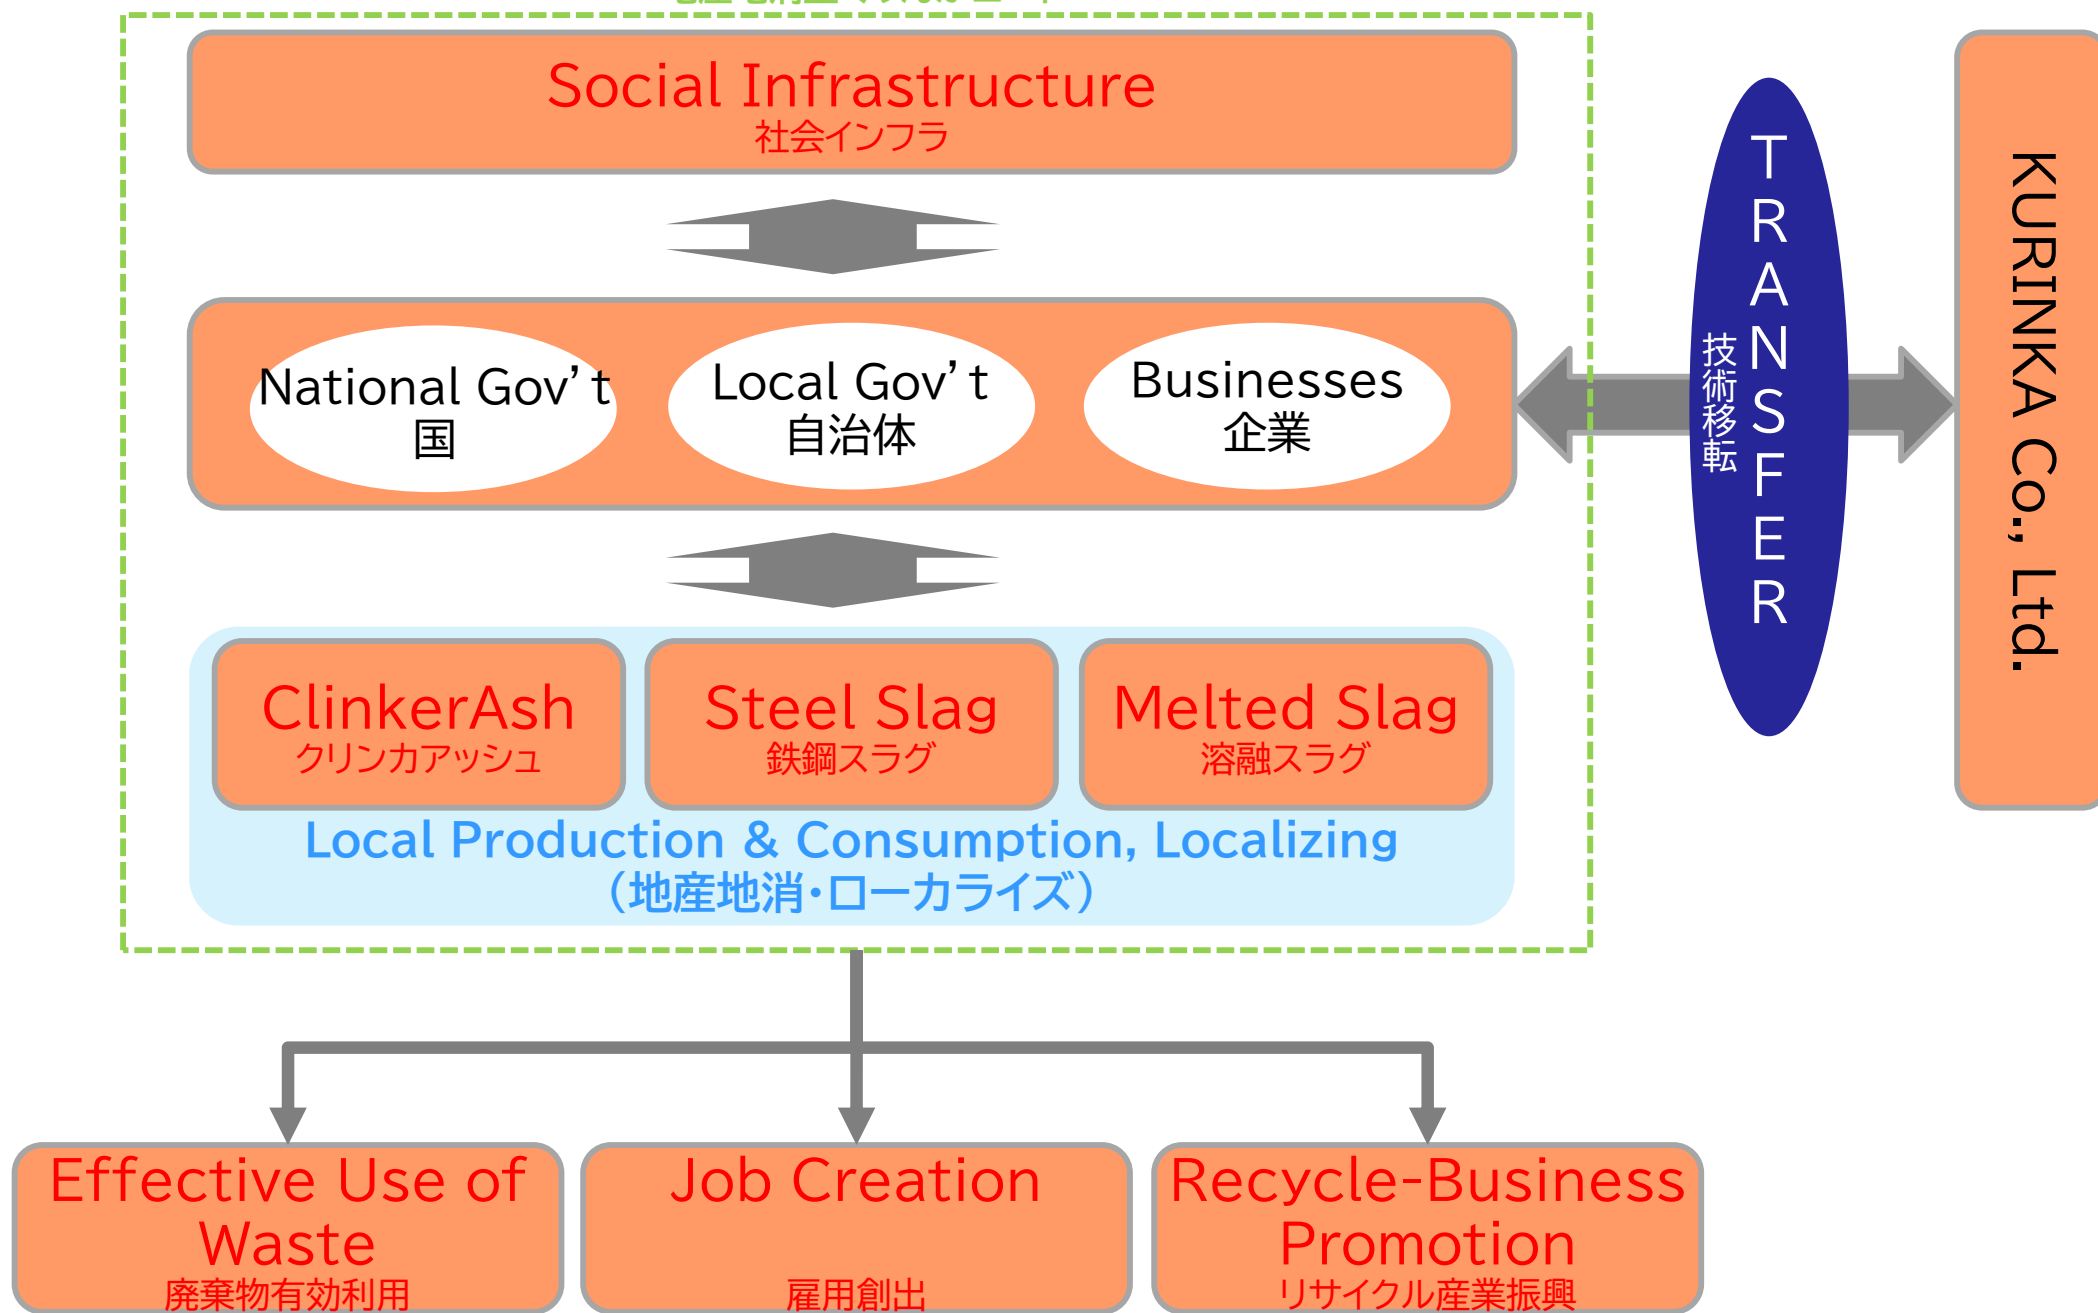 Social Infrastructure
社会インフラ
National Gov’t
国
Local Gov’t
自治体
Businesses
企業
TRANSFER
技術移転
KURINKA Co., Ltd.
ClinkerAsh
クリンカアッシュ
Steel Slag
鉄鋼スラグ
Melted Slag
溶融スラグ
Local Production & Consumption, Localizing
（地産地消・ローカライズ）
Effective Use of
Waste
廃棄物有効利用
Job Creation
雇用創出
Recycle-Business
Promotion
リサイクル産業振興